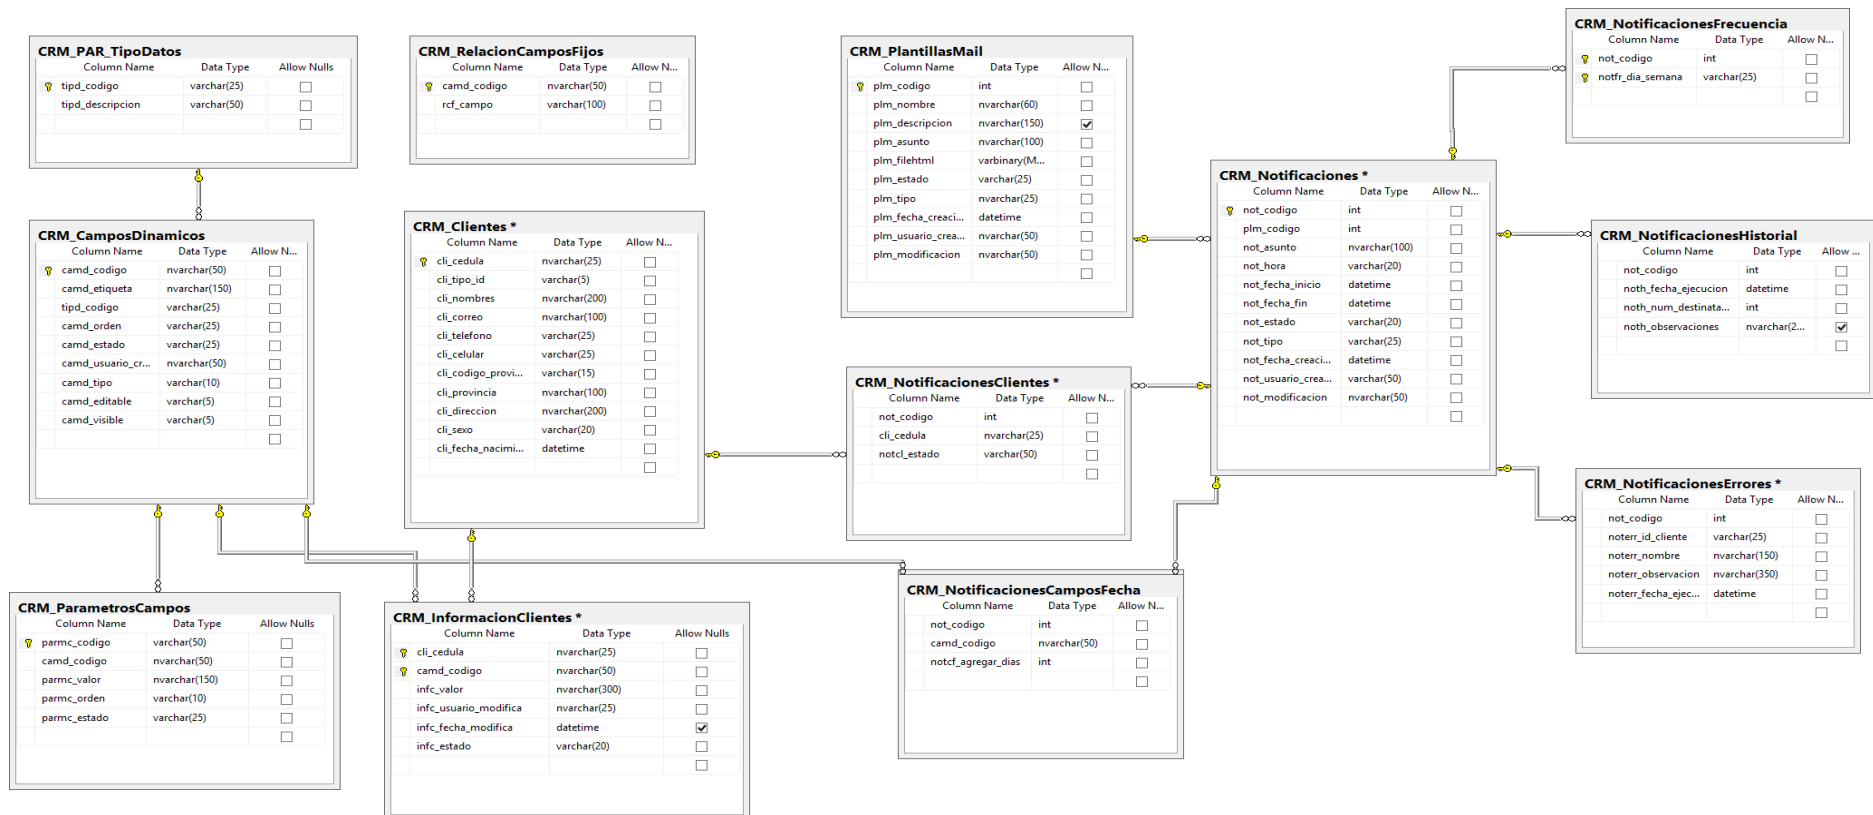 CRM_PAR_TipoDatos
Column Name Data Type Allow Nulls
tipd_codigo varchar(25)
tipd_descripcion varchar(50)
CRM_RelacionCamposFijos
Column Name Data Type Allow N...
camd_codigo nvarchar(50)
rcf_campo varchar(100)
CRM_PlantillasMail
Column Name Data Type Allow N...
plm_codigo int
plm_nombre nvarchar(60)
plm_descripcion nvarchar(150)
plm_asunto nvarchar(100)
plm_filehtml varbinary(M...
plm_estado varchar(25)
plm_tipo nvarchar(25)
plm_fecha_creaci... datetime
plm_usuario_crea... nvarchar(50)
plm_modificacion nvarchar(50)
CRM_NotificacionesFrecuencia
Column Name Data Type Allow N...
not_codigo int
notfr_dia_semana varchar(25)
CRM_Notificaciones *
Column Name Data Type Allow N...
not_codigo int
plm_codigo int
not_asunto nvarchar(100)
not_hora varchar(20)
not_fecha_inicio datetime
not_fecha_fin datetime
not_estado varchar(20)
not_tipo varchar(25)
not_fecha_creaci... datetime
not_usuario_crea... varchar(50)
not_modificacion nvarchar(50)
CRM_NotificacionesHistorial
Column Name Data Type Allow ...
not_codigo int
noth_fecha_ejecucion datetime
noth_num_destinata... int
noth_observaciones nvarchar(2...
CRM_CamposDinamicos
Column Name Data Type Allow N...
camd_codigo nvarchar(50)
camd_etiqueta nvarchar(150)
tipd_codigo varchar(25)
camd_orden varchar(25)
camd_estado varchar(25)
camd_usuario_cr... nvarchar(50)
camd_tipo varchar(10)
camd_editable varchar(5)
camd_visible varchar(5)
CRM_Clientes *
Column Name Data Type Allow N...
cli_cedula nvarchar(25)
cli_tipo_id varchar(5)
cli_nombres nvarchar(200)
cli_correo nvarchar(100)
cli_telefono varchar(25)
cli_celular varchar(25)
cli_codigo_provi... varchar(15)
cli_provincia nvarchar(100)
cli_direccion nvarchar(200)
cli_sexo varchar(20)
cli_fecha_nacimi... datetime
CRM_NotificacionesClientes *
Column Name Data Type Allow N...
not_codigo int
cli_cedula nvarchar(25)
notcl_estado varchar(50)
CRM_NotificacionesErrores *
Column Name Data Type Allow N...
not_codigo int
noterr_id_cliente varchar(25)
noterr_nombre nvarchar(150)
noterr_observacion nvarchar(350)
noterr_fecha_ejec... datetime
CRM_ParametrosCampos
Column Name Data Type Allow Nulls
parmc_codigo varchar(50)
camd_codigo nvarchar(50)
parmc_valor nvarchar(150)
parmc_orden varchar(10)
parmc_estado varchar(25)
CRM_InformacionClientes *
Column Name Data Type Allow Nulls
cli_cedula nvarchar(25)
camd_codigo nvarchar(50)
infc_valor nvarchar(300)
infc_usuario_modifica nvarchar(25)
infc_fecha_modifica datetime
infc_estado varchar(20)
CRM_NotificacionesCamposFecha
Column Name Data Type Allow N...
not_codigo int
camd_codigo nvarchar(50)
notcf_agregar_dias int